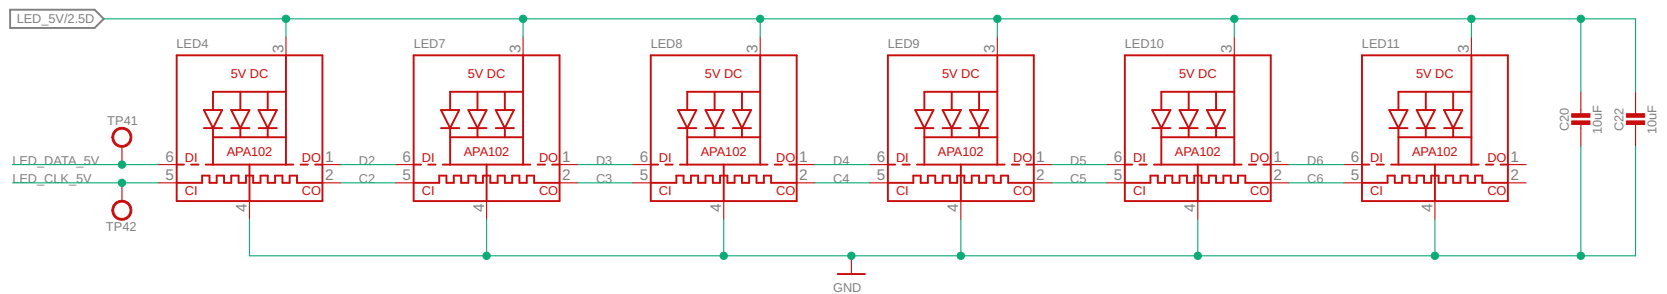 LED_5V/2.5D
LED4 3 LED7 3 LED8 3 LED9 3 LED10 3 LED11 3
5V DC 5V DC 5V DC 5V DC 5V DC 5V DC
C20 10uF C22 10uF
TP41
APA102 APA102 APA102 APA102 APA102 APA102
LED_DATA_5V 6 DI DO 1 D2 6 DI DO 1 D3 6 DI DO 1 D4 6 DI DO 1 D5 6 DI DO 1 D6 6 DI DO 1
LED_CLK_5V 5 CI CO 2 C2 5 CI CO 2 C3 5 CI CO 2 C4 5 CI CO 2 C5 5 CI CO 2 C6 5 CI CO 2
4 4 4 4 4 4
TP42
GND